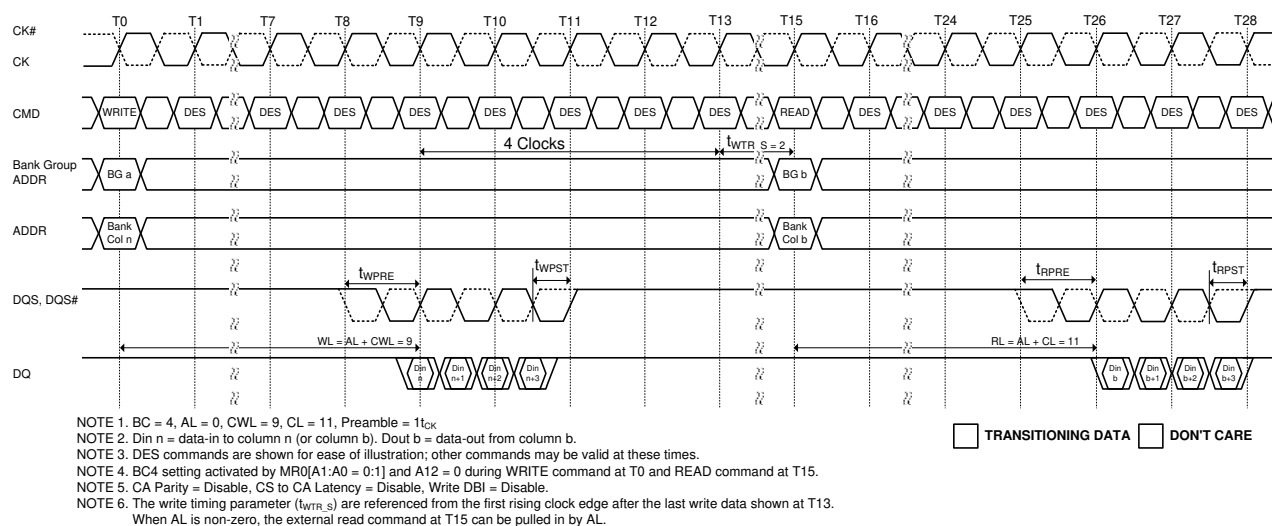 T0 T1 T7 T8 T9 T10 T11 T12 T13 T15 T16 T24 T25 T26 T27 T28
CK#
CK
CMD WRITE DES DES DES DES DES DES DES DES READ DES DES DES DES DES DES
4 Clocks tWTR_S = 2
Bank Group
ADDR
BG a BG b
ADDR
Bank
Col n
Bank
Col b
tWPRE tWPST tRPRE tRPST
DQS, DQS#
WL = AL + CWL = 9 RL = AL + CL = 11
DQ
Din
n
Din
n+1
Din
n+2
Din
n+3
Din
b
Din
b+1
Din
b+2
Din
b+3
NOTE 1. BC = 4, AL = 0, CWL = 9, CL = 11, Preamble = 1tCK
NOTE 2. Din n = data-in to column n (or column b). Dout b = data-out from column b.
NOTE 3. DES commands are shown for ease of illustration; other commands may be valid at these times.
NOTE 4. BC4 setting activated by MR0[A1:A0 = 0:1] and A12 = 0 during WRITE command at T0 and READ command at T15.
NOTE 5. CA Parity = Disable, CS to CA Latency = Disable, Write DBI = Disable.
NOTE 6. The write timing parameter (tWTR_S) are referenced from the first rising clock edge after the last write data shown at T13.
When AL is non-zero, the external read command at T15 can be pulled in by AL.
TRANSITIONING DATA DON'T CARE